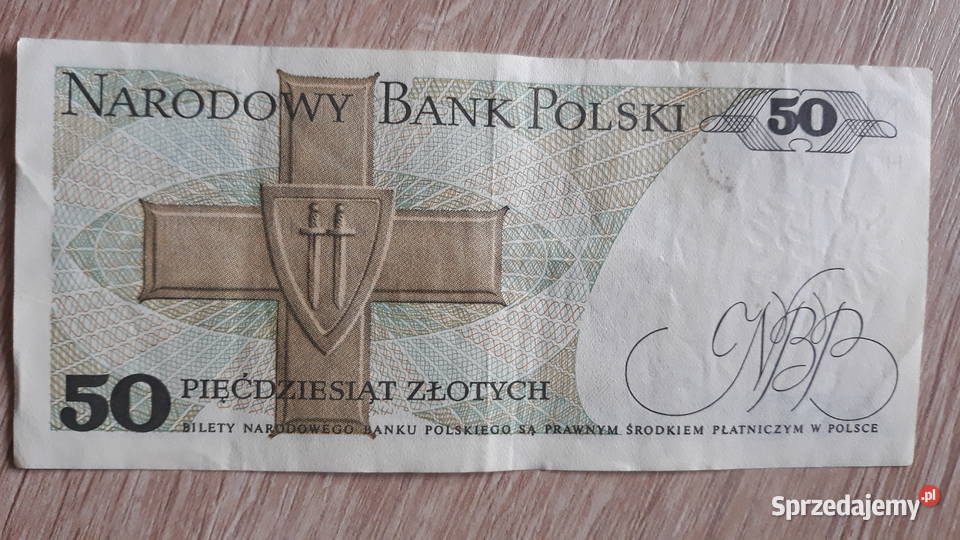 NARODOWY BANK POLSKI
50
NBP
50 PIĘĆDZIESIĄT ZŁOTYCH
BILETY NARODOWEGO BANKU POLSKIEGO SĄ PRAWNYM ŚRODKIEM PŁATNICZYM W POLSCE
Sprzedajemy.pl